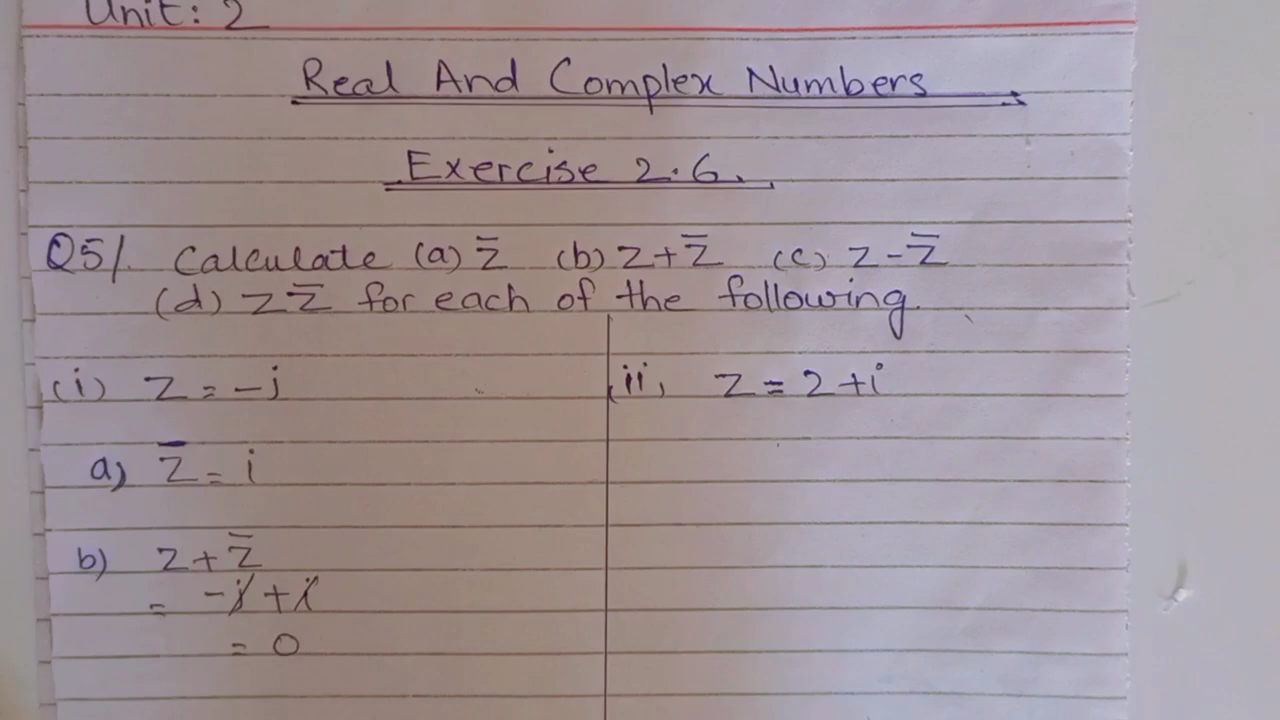 Unit: 2
Real And Complex Numbers
Exercise 2.6.
Q5/. Calculate (a) z̄ (b) z+z̄ (c) z-z̄
(d) zz̄ for each of the following.
(i) z = -i
a) z̄ = i
b) z+z̄
= -i+i
= 0
(ii) z = 2+i